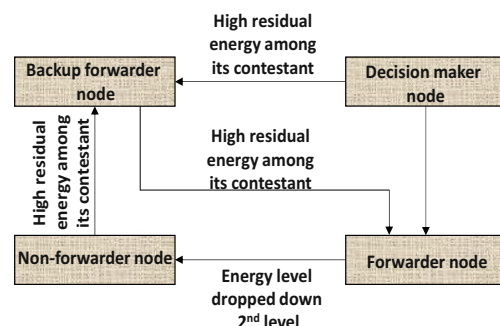 High residual
energy among
its contestant
Backup forwarder
node
Decision maker
node
High residual
energy among
its contestant
High residual
energy among
its contestant
Non-forwarder node
Forwarder node
Energy level
dropped down
2nd level